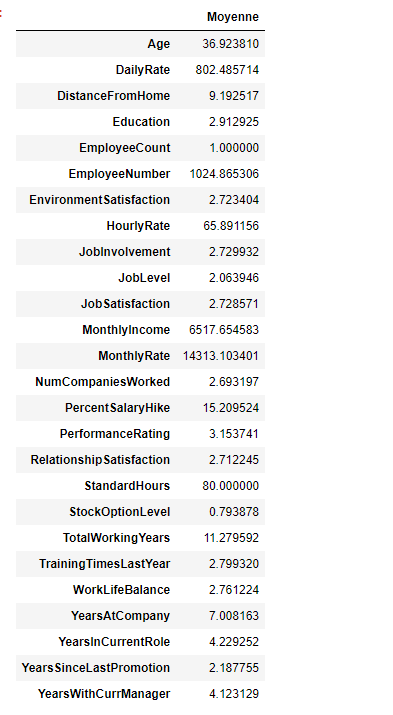 Moyenne
Age 36.923810
DailyRate 802.485714
DistanceFromHome 9.192517
Education 2.912925
EmployeeCount 1.000000
EmployeeNumber 1024.865306
EnvironmentSatisfaction 2.723404
HourlyRate 65.891156
JobInvolvement 2.729932
JobLevel 2.063946
JobSatisfaction 2.728571
MonthlyIncome 6517.654583
MonthlyRate 14313.103401
NumCompaniesWorked 2.693197
PercentSalaryHike 15.209524
PerformanceRating 3.153741
RelationshipSatisfaction 2.712245
StandardHours 80.000000
StockOptionLevel 0.793878
TotalWorkingYears 11.279592
TrainingTimesLastYear 2.799320
WorkLifeBalance 2.761224
YearsAtCompany 7.008163
YearsInCurrentRole 4.229252
YearsSinceLastPromotion 2.187755
YearsWithCurrManager 4.123129